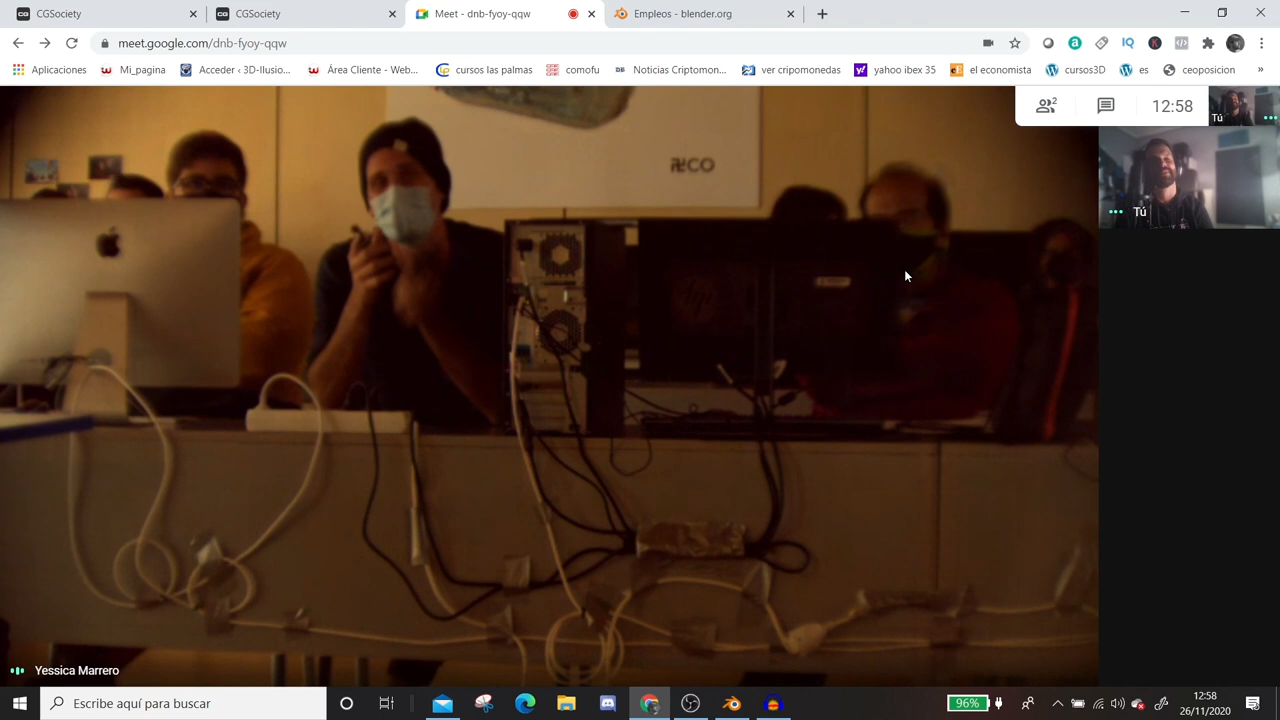 CGSociety
CGSociety
Meet - dnb-fyoy-qqw
Empleos - blender.org
meet.google.com/dnb-fyoy-qqw
Aplicaciones
Mi_pagina
Acceder ‹ 3D-Ilusio...
Área Cliente - Web...
cursos las palmas
comofu
Noticias Criptomon...
ver cripomonedas
yahoo ibex 35
el economista
cursos3D
es
ceoposicion
»
2
12:58
Tú
Tú
Yessica Marrero
Escribe aquí para buscar
96%
12:58
26/11/2020